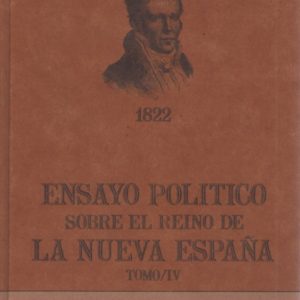 1822
ENSAYO POLITICO
SOBRE EL REINO DE
LA NUEVA ESPAÑA
TOMO/IV